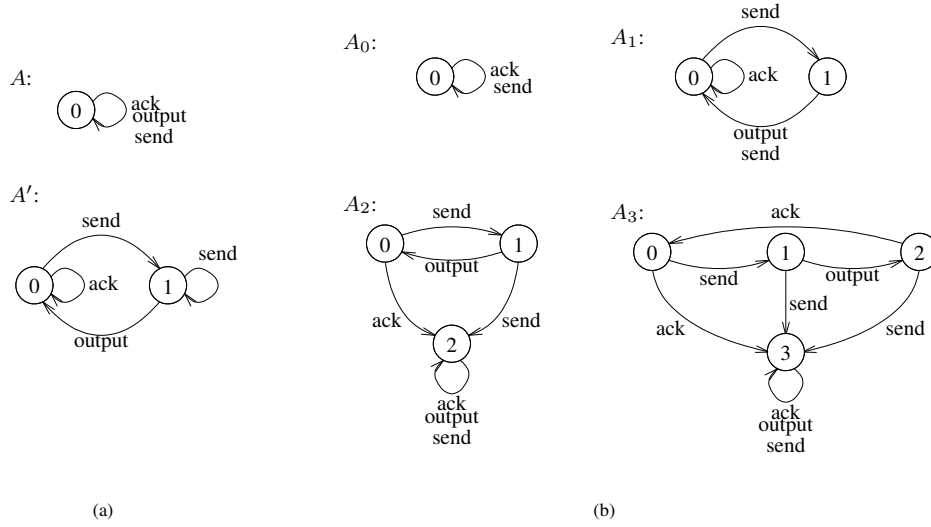 A:
0
ack
output
send
A':
send
0
ack
1
send
output
(a)
A₀:
0
ack
send
A₁:
send
0
ack
1
output
send
A₂:
send
0
1
output
ack
send
2
ack
output
send
A₃:
ack
0
1
2
send
output
ack
send
send
3
ack
output
send
(b)